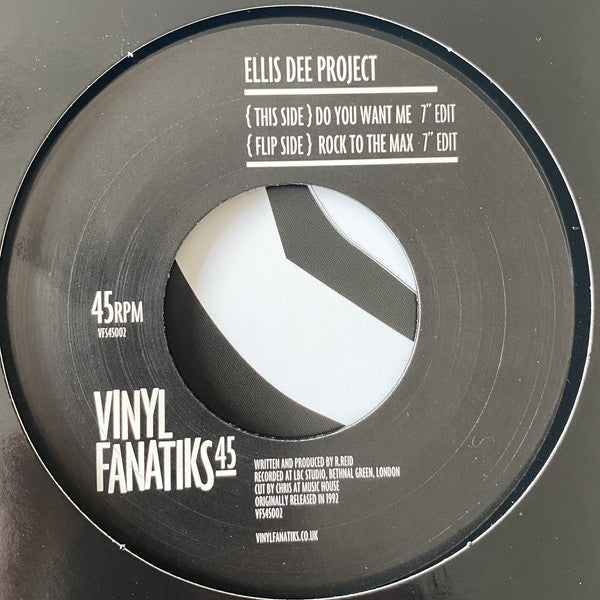 ELLIS DEE PROJECT
{THIS SIDE} DO YOU WANT ME 7" EDIT
{FLIP SIDE} ROCK TO THE MAX 7" EDIT
45RPM
VFS45002
VINYL
FANATIKS45
WRITTEN AND PRODUCED BY R.REID
RECORDED AT LBC STUDIO, BETHNAL GREEN, LONDON
CUT BY CHRIS AT MUSIC HOUSE
ORIGINALLY RELEASED IN 1992
VFS45002
VINYLFANATIKS.CO.UK